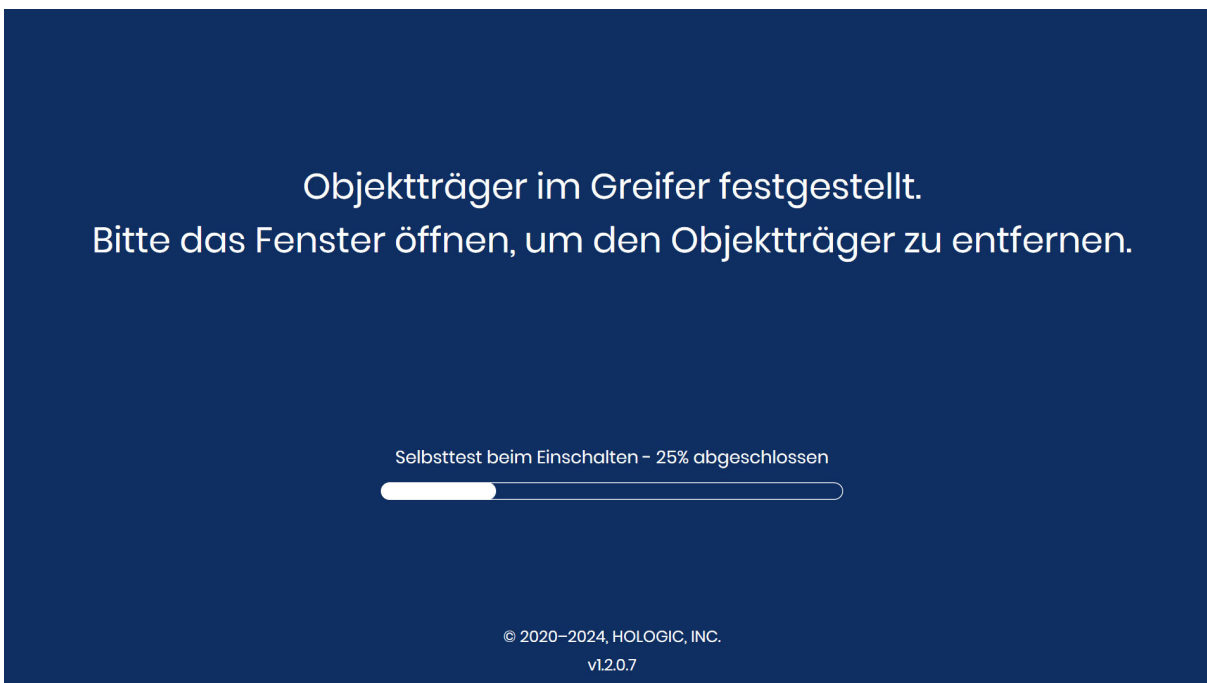 Objektträger im Greifer festgestellt.
Bitte das Fenster öffnen, um den Objektträger zu entfernen.
Selbsttest beim Einschalten - 25% abgeschlossen
© 2020–2024, HOLOGIC, INC.
v1.2.0.7